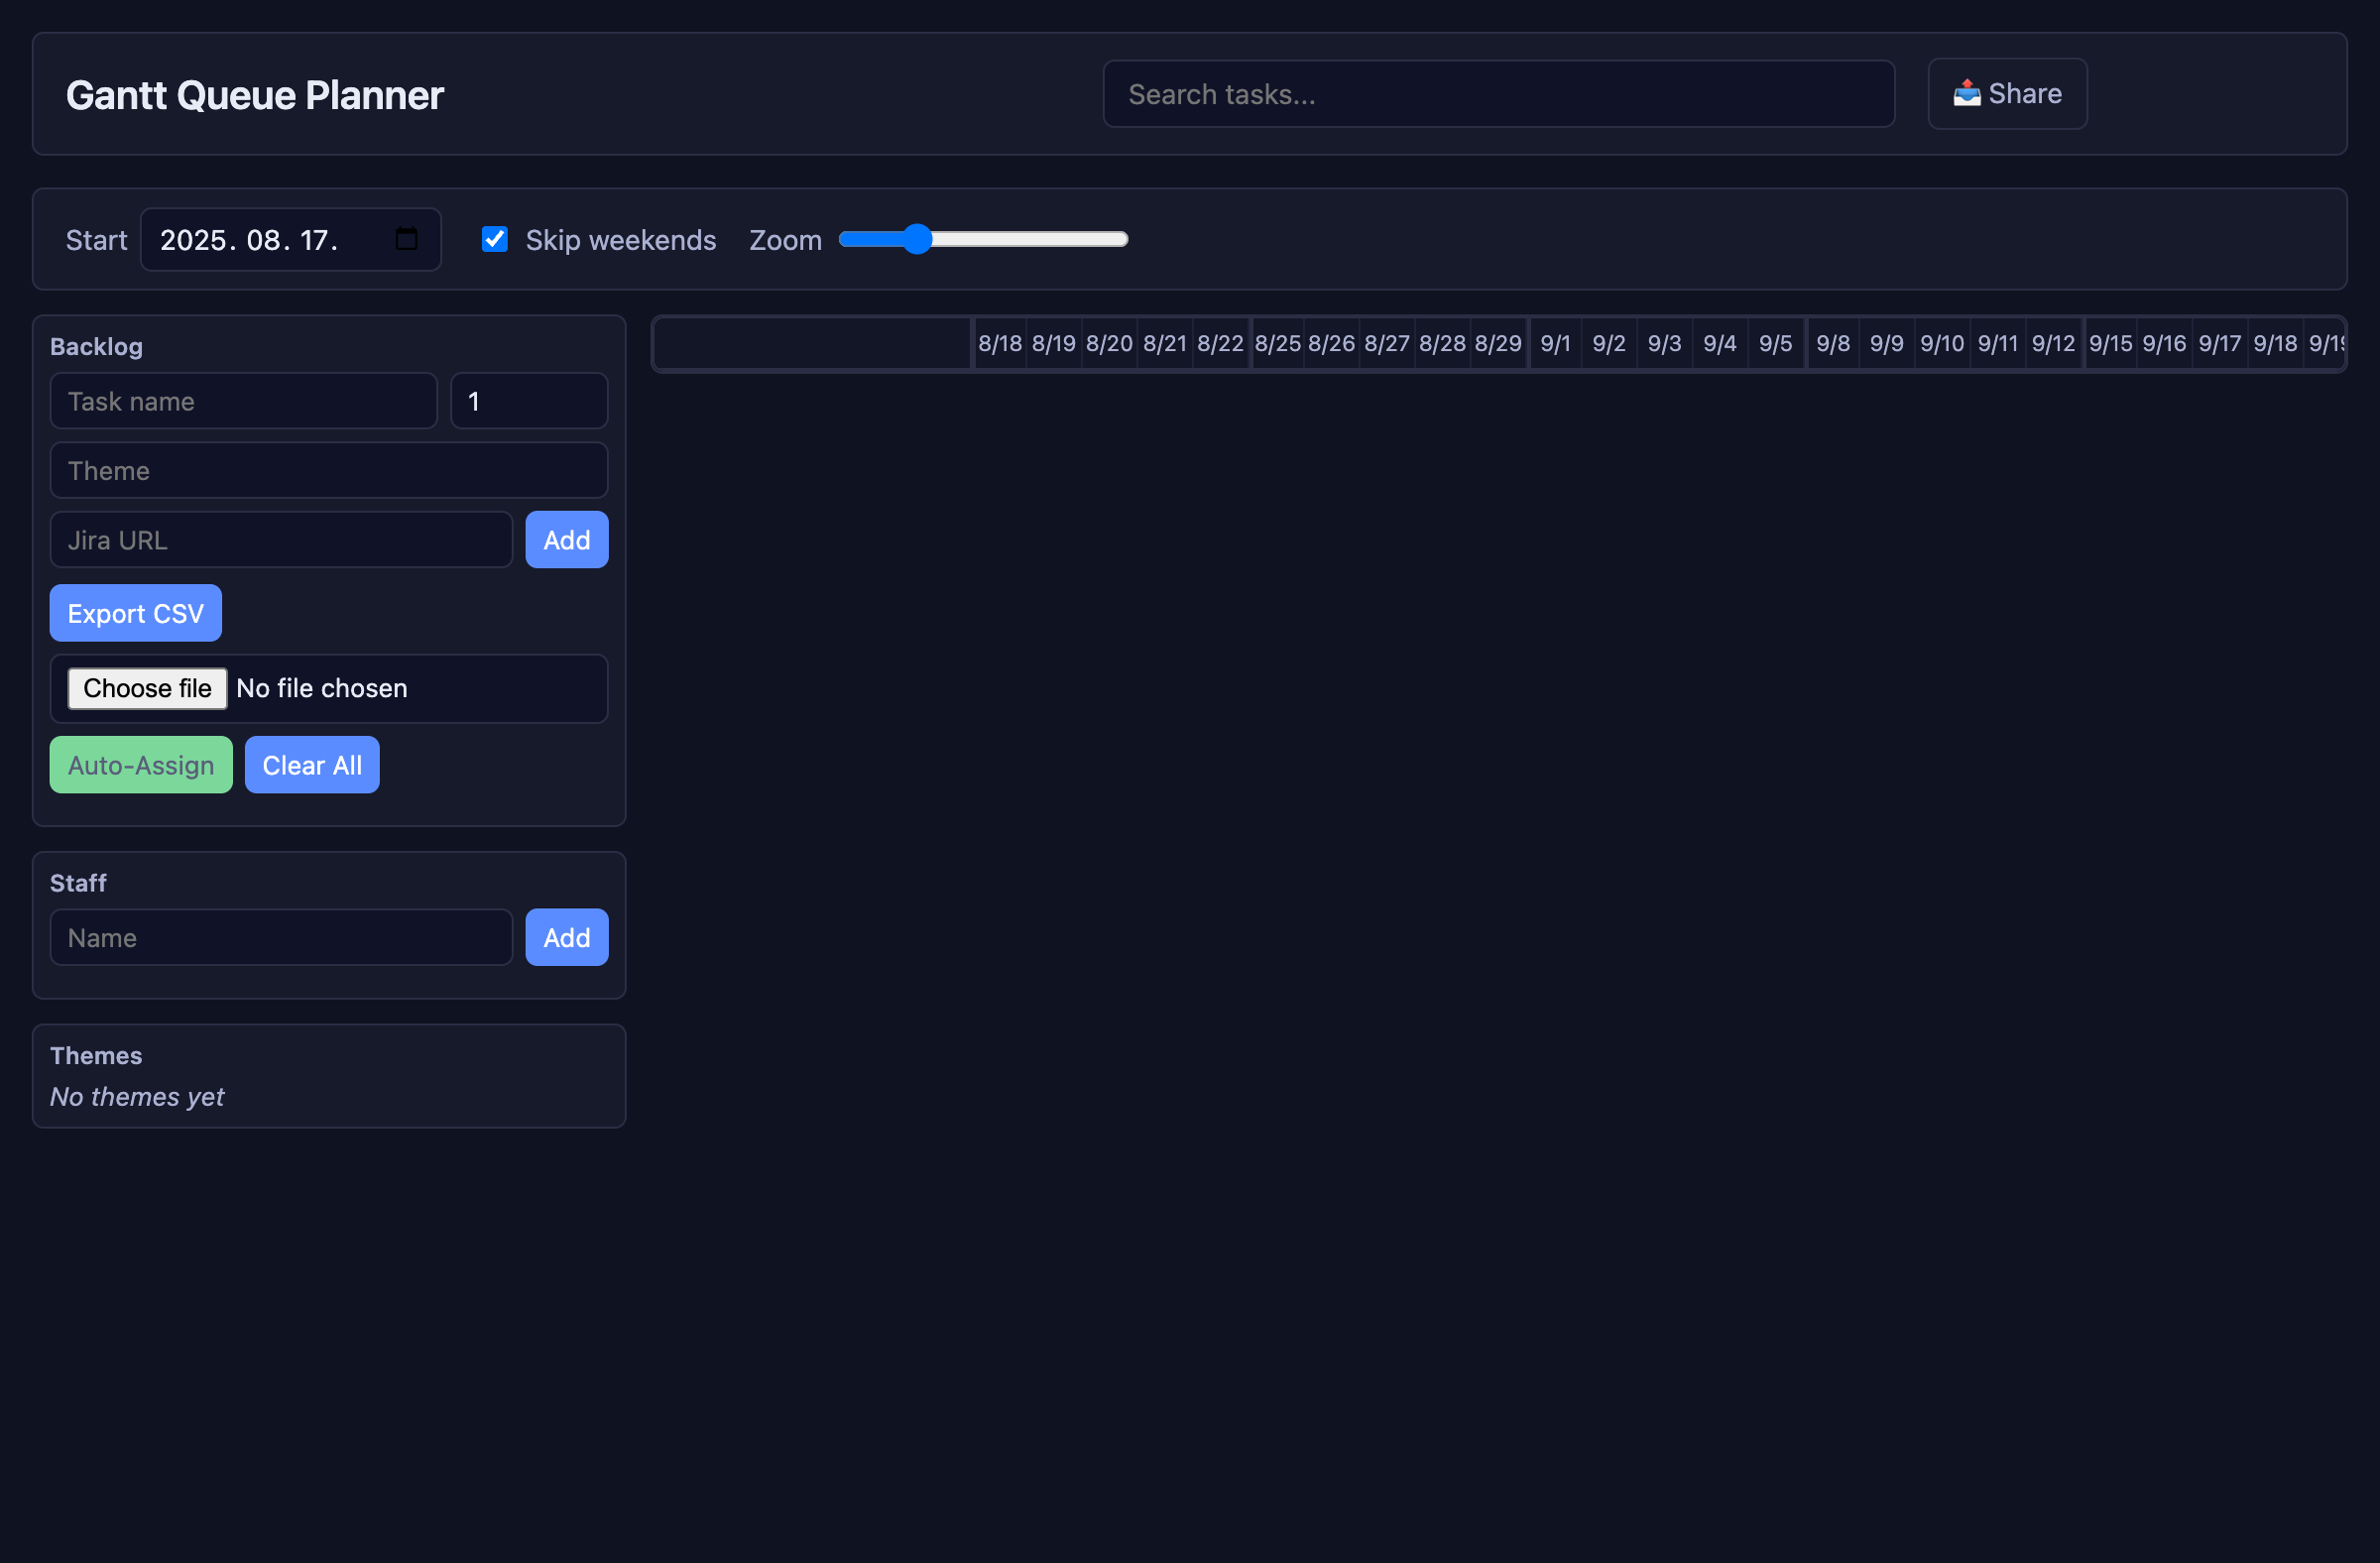 Gantt Queue Planner
Search tasks...
📤 Share
Start 2025. 08. 17. Skip weekends Zoom
Backlog
Task name 1
Theme
Jira URL Add
Export CSV
Choose file No file chosen
Auto-Assign Clear All
Staff
Name Add
Themes
No themes yet
8/18 8/19 8/20 8/21 8/22 8/25 8/26 8/27 8/28 8/29 9/1 9/2 9/3 9/4 9/5 9/8 9/9 9/10 9/11 9/12 9/15 9/16 9/17 9/18 9/19